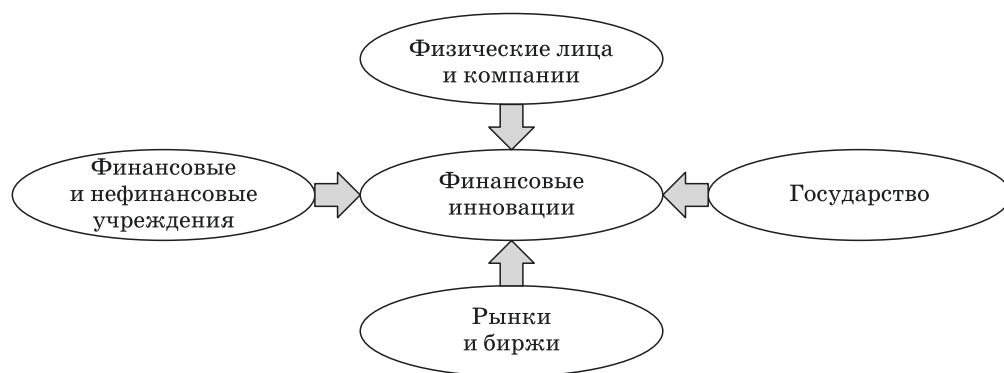 Физические лица
и компании
Финансовые
и нефинансовые
учреждения
Финансовые
инновации
Государство
Рынки
и биржи